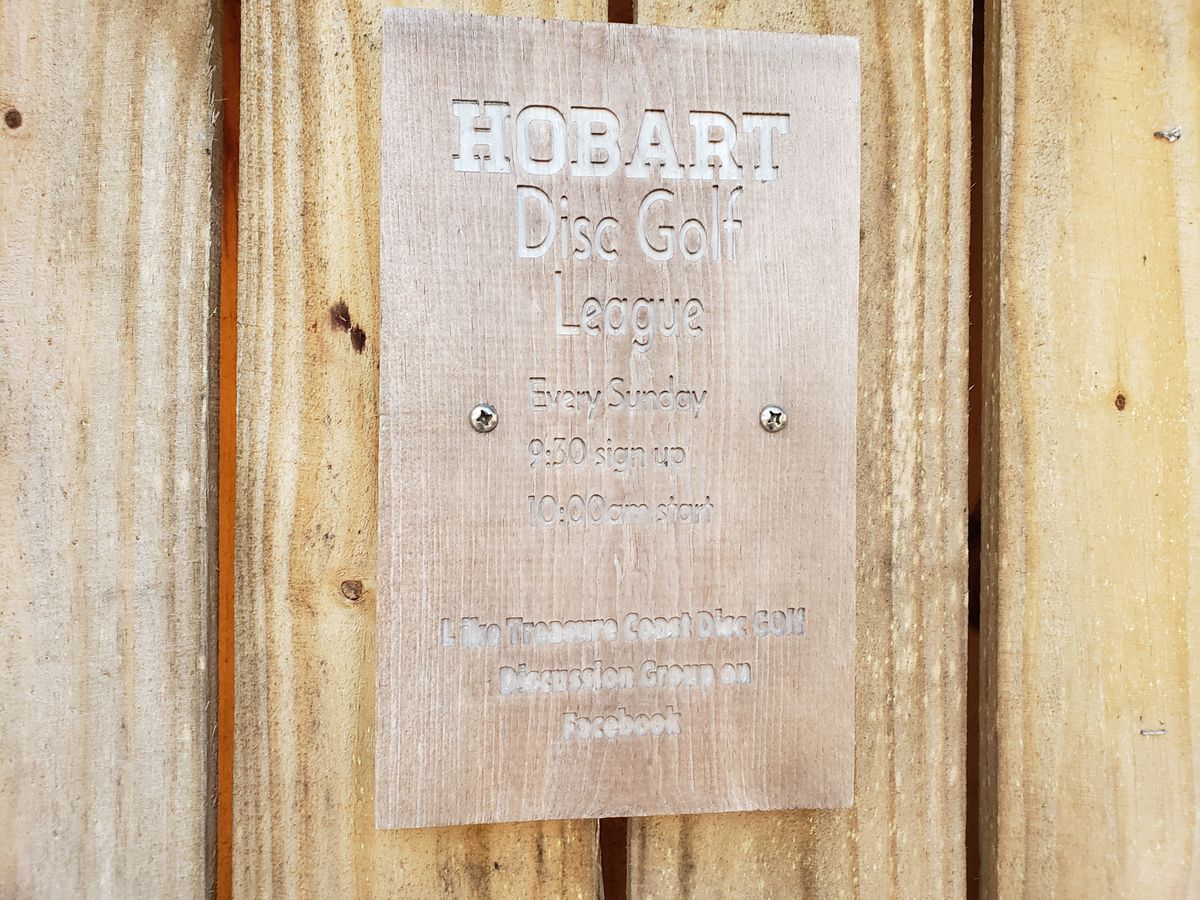 HOBART
Disc Golf
League
Every Sunday
9:30 sign up
10:00am start
Like Treasure Coast Disc GOlf
Discussion Group on
Facebook